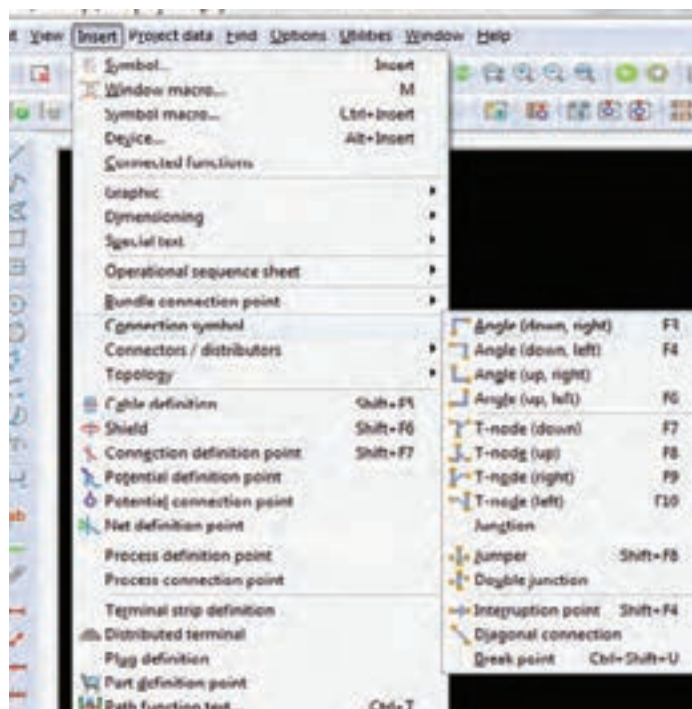 View Insert Project data Find Options Utilities Window Help
Symbol... Insert
Window macro... M
Symbol macro... Ctrl+Insert
Device... Alt+Insert
Connected functions
Graphic
Dimensioning
Special text
Operational sequence sheet
Bundle connection point
Connection symbol
Connectors / distributors
Topology
Cable definition Shift+F5
Shield Shift+F6
Connection definition point Shift+F7
Potential definition point
Potential connection point
Net definition point
Process definition point
Process connection point
Terminal strip definition
Distributed terminal
Plug definition
Part definition point
Path function text... Ctrl+T
Angle (down, right) F3
Angle (down, left) F4
Angle (up, right)
Angle (up, left) F6
T-node (down) F7
T-node (up) F8
T-node (right) F9
T-node (left) F10
Junction
Jumper Shift+F8
Double junction
Interruption point Shift+F4
Diagonal connection
Break point Ctrl+Shift+U